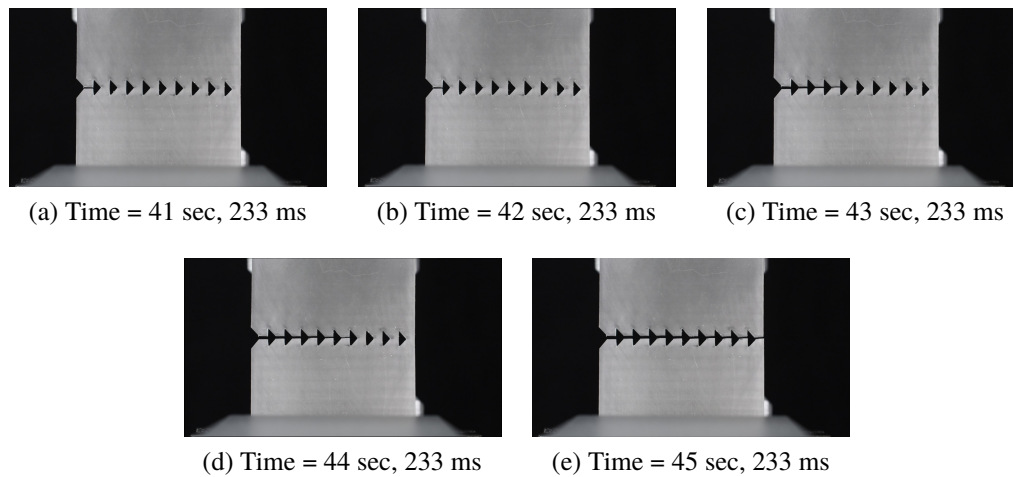 (a) Time = 41 sec, 233 ms
(b) Time = 42 sec, 233 ms
(c) Time = 43 sec, 233 ms
(d) Time = 44 sec, 233 ms
(e) Time = 45 sec, 233 ms